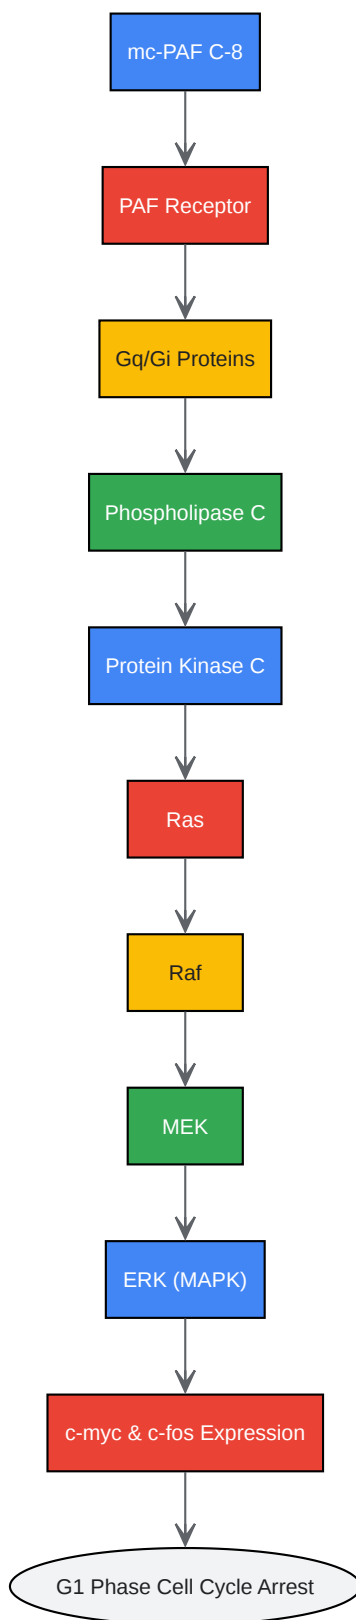 mc-PAF C-8
PAF Receptor
Gq/Gi Proteins
Phospholipase C
Protein Kinase C
Ras
Raf
MEK
ERK (MAPK)
c-myc & c-fos Expression
G1 Phase Cell Cycle Arrest